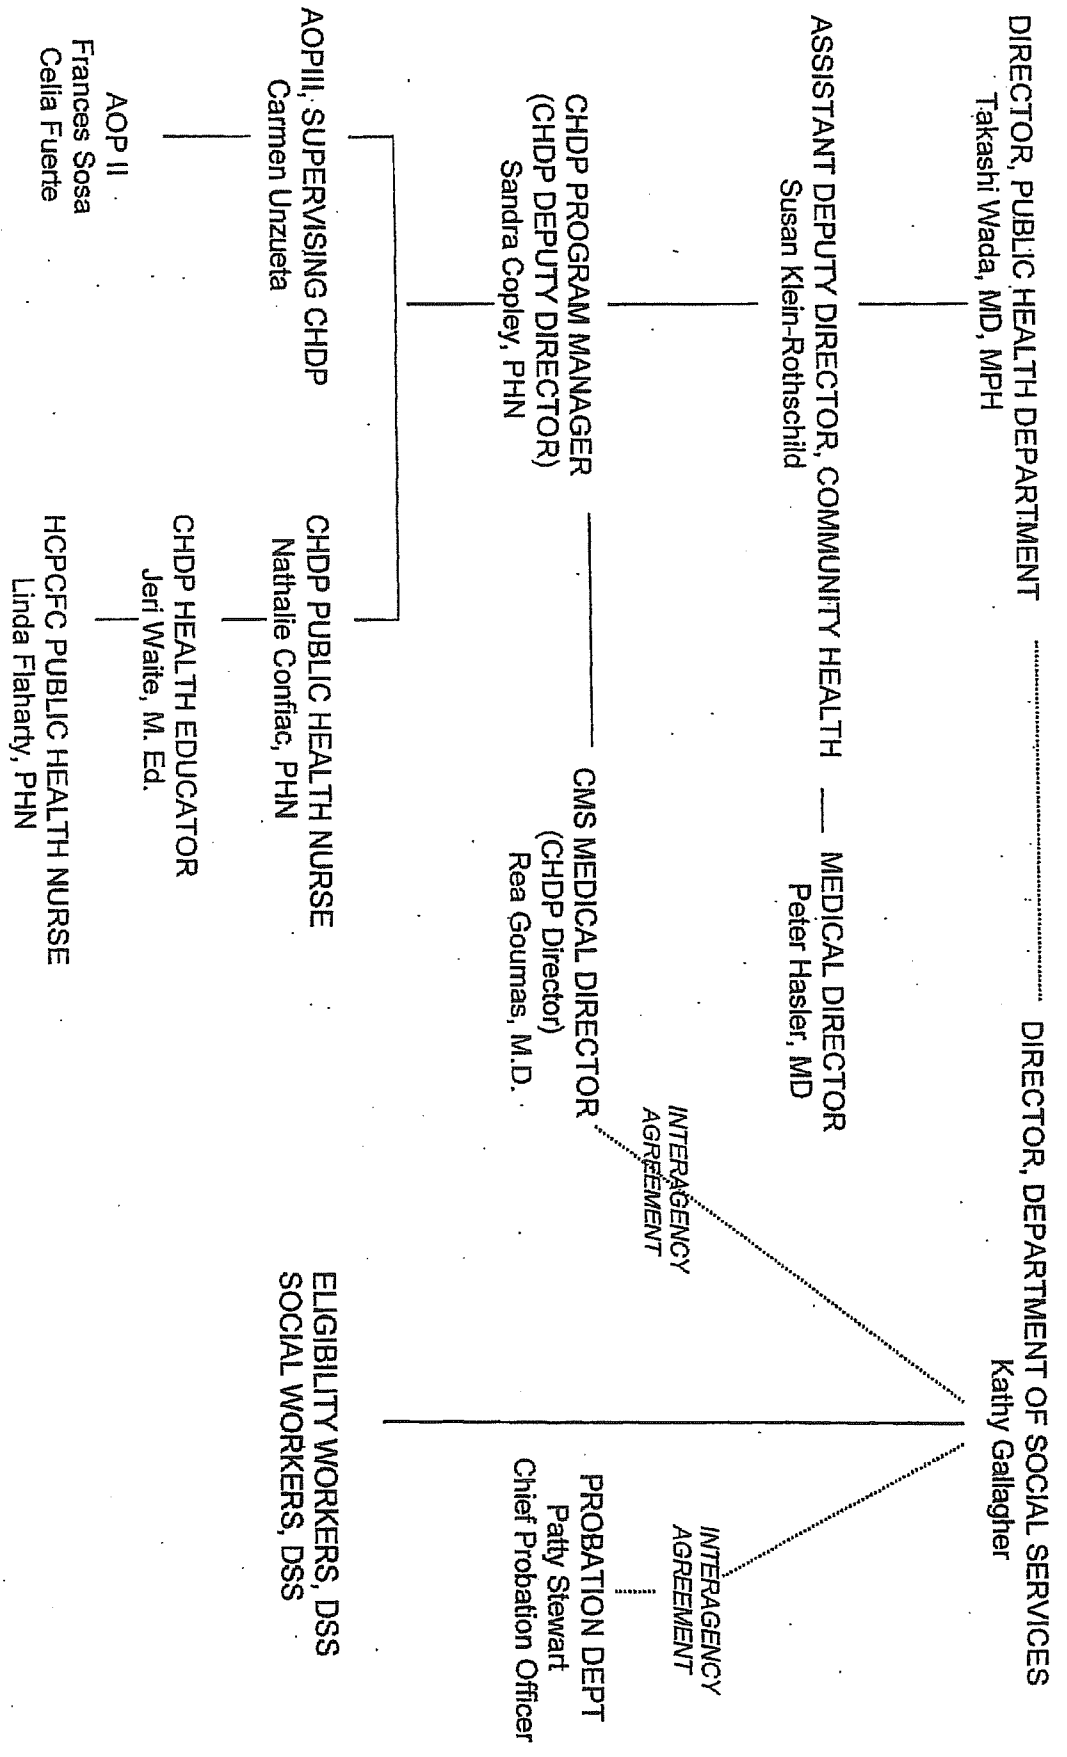 DIRECTOR, PUBLIC HEALTH DEPARTMENT
Takashi Wada, MD, MPH
DIRECTOR, DEPARTMENT OF SOCIAL SERVICES
Kathy Gallagher
ASSISTANT DEPUTY DIRECTOR, COMMUNITY HEALTH
Susan Klein-Rothschild
MEDICAL DIRECTOR
Peter Hasler, MD
INTERAGENCY
AGREEMENT
INTERAGENCY
AGREEMENT
CHDP PROGRAM MANAGER
(CHDP DEPUTY DIRECTOR)
Sandra Copley, PHN
CMS MEDICAL DIRECTOR
(CHDP Director)
Rea Goumas, M.D.
PROBATION DEPT
Patty Stewart
Chief Probation Officer
AOPIII, SUPERVISING CHDP
Carmen Unzueta
CHDP PUBLIC HEALTH NURSE
Nathalie Confiac, PHN
ELIGIBILITY WORKERS, DSS
SOCIAL WORKERS, DSS
AOP II
Frances Sosa
Celia Fuerte
CHDP HEALTH EDUCATOR
Jeri Waite, M. Ed.
HCPCFC PUBLIC HEALTH NURSE
Linda Flaharty, PHN